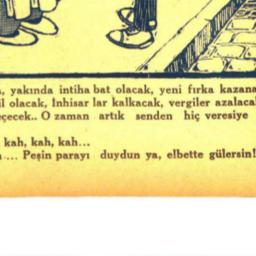 , yakında intiha bat olacak, yeni fırka kazana
il olacak, Inhisar lar kalkacak, vergiler azalacal
eçecek.. O zaman artık senden hiç veresiye
kah, kah, kah...
... Peşin parayı duydun ya, elbette gülersin!